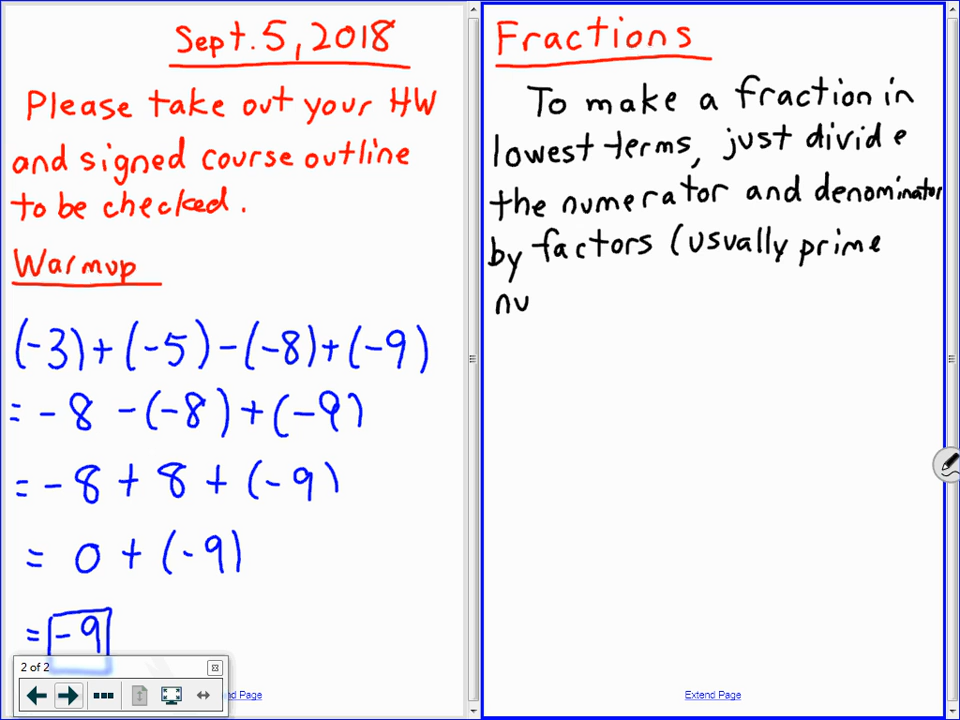 Sept. 5, 2018
Please take out your HW
and signed course outline
to be checked.
Warmup
(-3) + (-5) - (-8) + (-9)
= -8 - (-8) + (-9)
= -8 + 8 + (-9)
= 0 + (-9)
= -9
2 of 2
nd Page
Fractions
To make a fraction in
lowest terms, just divide
the numerator and denominator
by factors (usually prime
nu
Extend Page